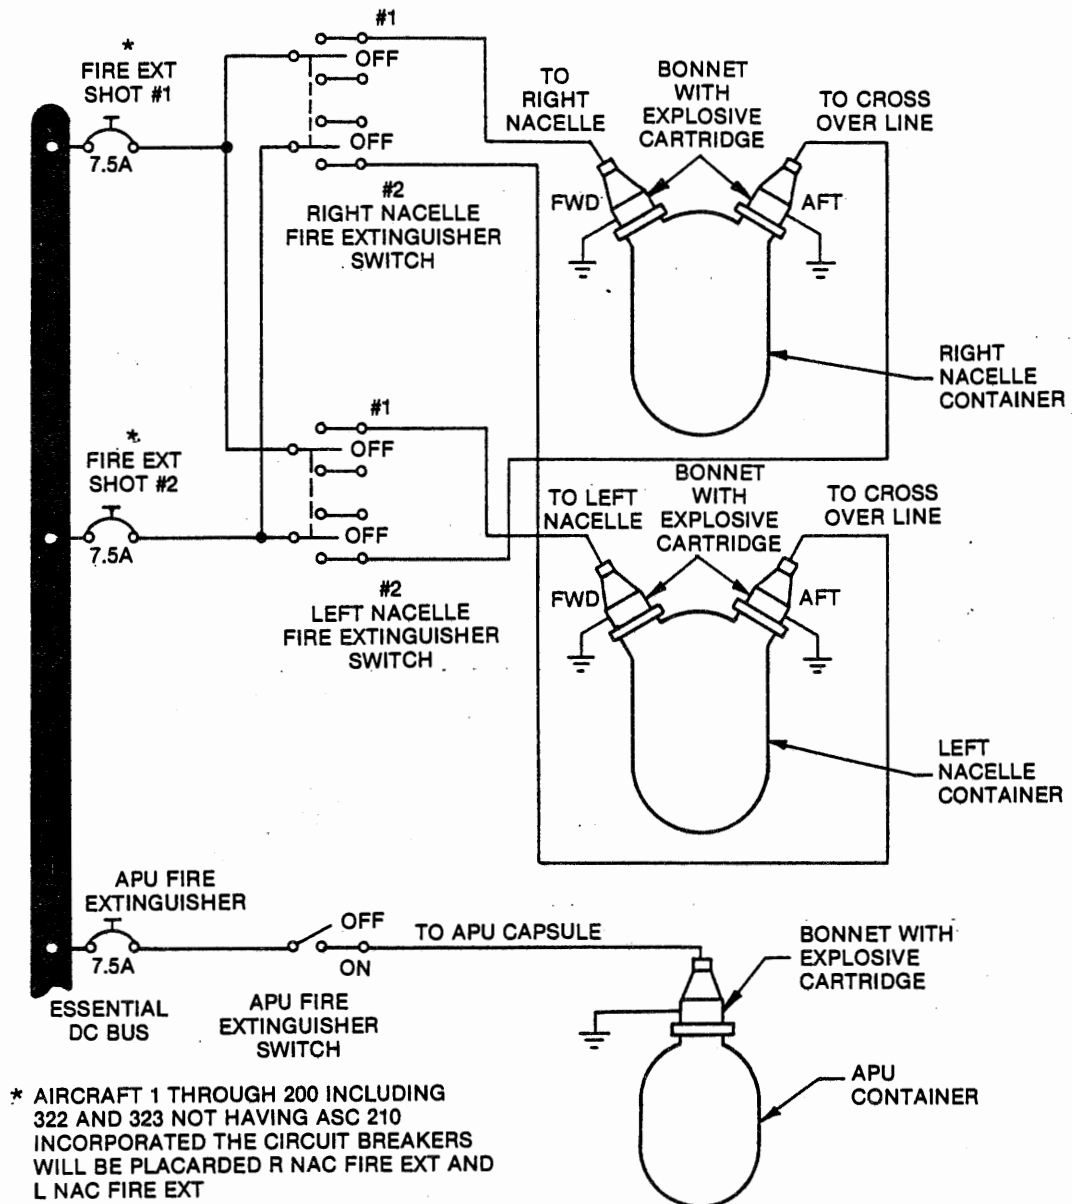 #1
*
FIRE EXT
SHOT #1
7.5A
OFF
OFF
#2
RIGHT NACELLE
FIRE EXTINGUISHER
SWITCH
TO
RIGHT
NACELLE
BONNET
WITH
EXPLOSIVE
CARTRIDGE
TO CROSS
OVER LINE
FWD
AFT
RIGHT
NACELLE
CONTAINER
*
FIRE EXT
SHOT #2
7.5A
#1
OFF
OFF
#2
LEFT NACELLE
FIRE EXTINGUISHER
SWITCH
TO LEFT
NACELLE
BONNET
WITH
EXPLOSIVE
CARTRIDGE
TO CROSS
OVER LINE
FWD
AFT
LEFT
NACELLE
CONTAINER
APU FIRE
EXTINGUISHER
7.5A
OFF
ON
APU FIRE
EXTINGUISHER
SWITCH
TO APU CAPSULE
BONNET WITH
EXPLOSIVE
CARTRIDGE
APU
CONTAINER
ESSENTIAL
DC BUS
* AIRCRAFT 1 THROUGH 200 INCLUDING
322 AND 323 NOT HAVING ASC 210
INCORPORATED THE CIRCUIT BREAKERS
WILL BE PLACARDED R NAC FIRE EXT AND
L NAC FIRE EXT